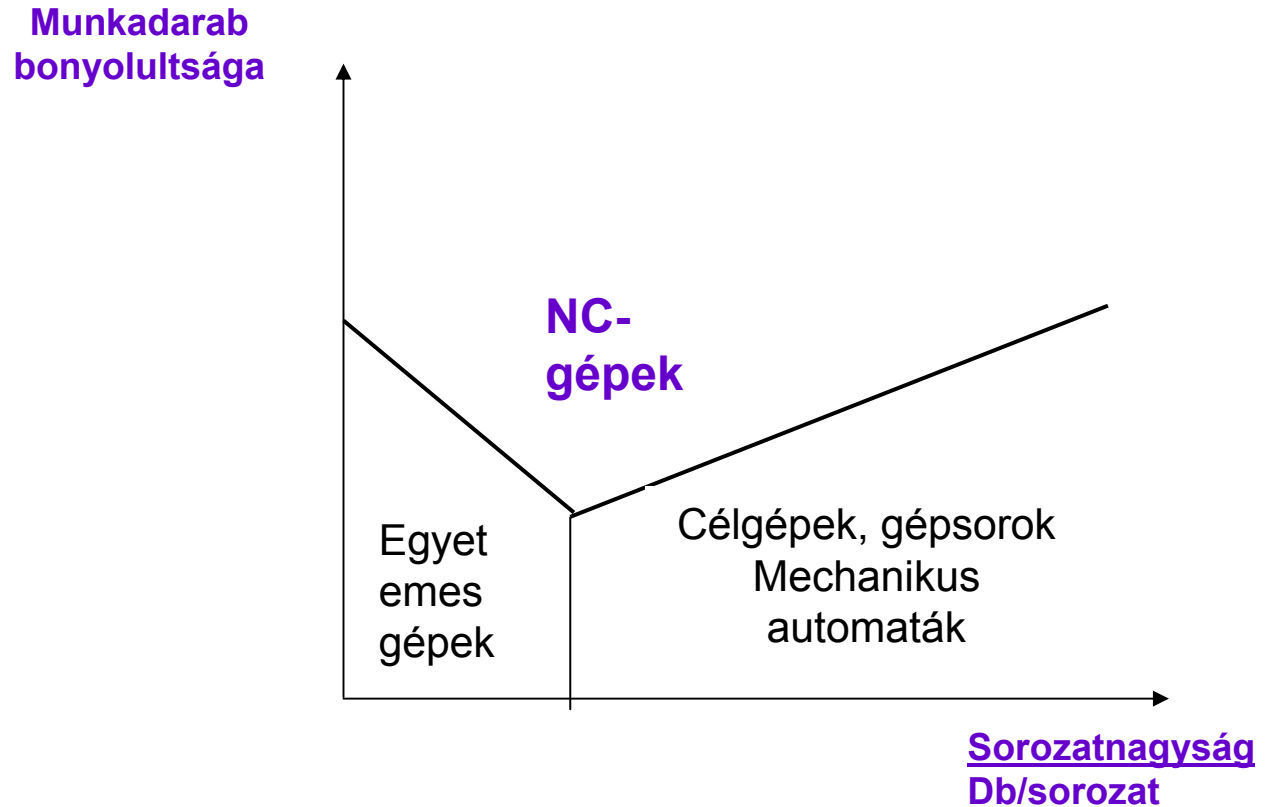 Munkadarab
bonyolultsága
NC-
gépek
Egyet
emes
gépek
Célgépek, gépsorok
Mechanikus
automaták
Sorozatnagyság
Db/sorozat